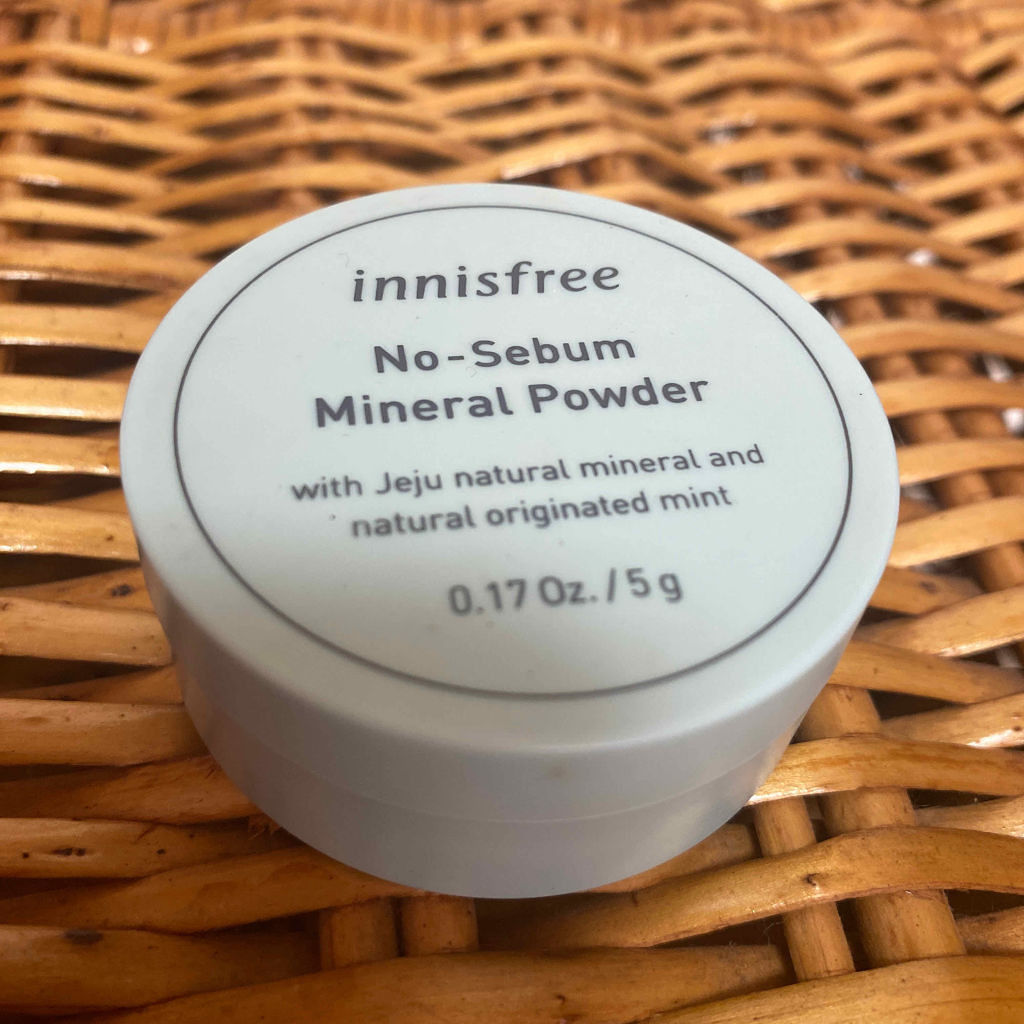 innisfree
No-Sebum
Mineral Powder
with Jeju natural mineral and
natural originated mint
0.17 Oz. / 5 g